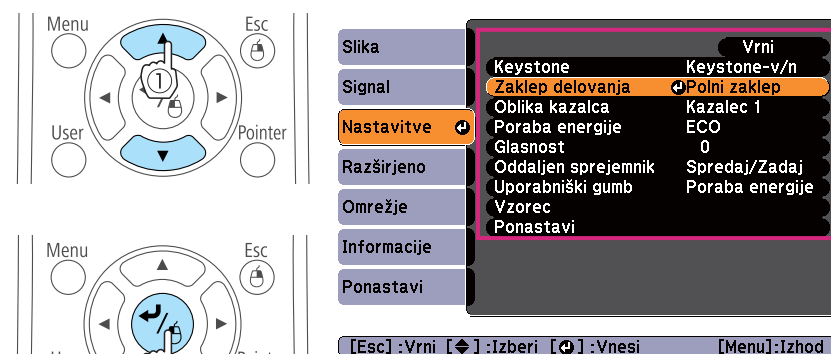 Menu
Esc
1
User
Pointer
Menu
Esc
Slika
Signal
Nastavitve
Razširjeno
Omrežje
Informacije
Ponastavi
Vrni
Keystone Keystone-v/n
Zaklep delovanja Polni zaklep
Oblika kazalca Kazalec 1
Poraba energije ECO
Glasnost 0
Oddaljen sprejemnik Spredaj/Zadaj
Uporabniški gumb Poraba energije
Vzorec
Ponastavi
[Esc] :Vrni [◆] :Izberi [↵] :Vnesi [Menu]:Izhod